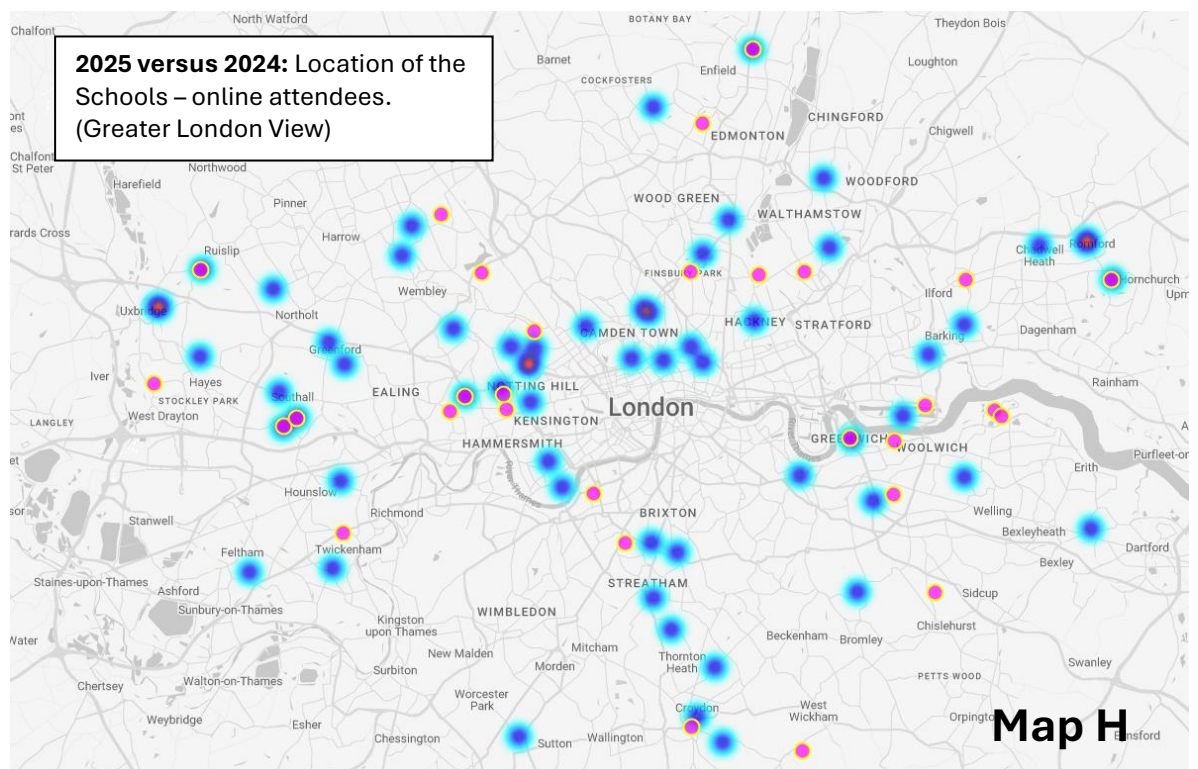 North Watford
BOTANY BAY
Theydon Bois
Chalfont
2025 versus 2024: Location of the
Schools – online attendees.
(Greater London View)
Barnet
Enfield
Loughton
COCKFOSTERS
CHINGFORD
EDMONTON
Chigwell
Chalfont
St Peter
Northwood
Harefield
WOODFORD
Pinner
WOOD GREEN
WALTHAMSTOW
rards Cross
Harrow
Ruislip
Chadwell
Heath
Romford
FINSBURY PARK
Hornchurch
Wembley
Ilford
Upm
Uxbridge
Northolt
CAMDEN TOWN
HACKNEY
STRATFORD
Barking
Dagenham
Greenford
Iver
Hayes
NOTTING HILL
Rainham
STOCKLEY PARK
Southall
EALING
West Drayton
London
LANGLEY
KENSINGTON
HAMMERSMITH
GREENWICH
WOOLWICH
Purfleet-on
Erith
River Thames
Hounslow
Richmond
BRIXTON
Welling
Stanwell
Bexleyheath
Feltham
Twickenham
Dartford
Bexley
Staines-upon-Thames
Ashford
STREATHAM
Sidcup
Sunbury-on-Thames
WIMBLEDON
Kingston
upon Thames
Chislehurst
Water
Beckenham
Bromley
Mitcham
New Malden
Thornton
Heath
Morden
Surbiton
Swanley
Walton-on-Thames
PETTS WOOD
Chertsey
Worcester
Park
Croydon
West
Wickham
Weybridge
Esher
Orpington
Map H
Chessington
Sutton
Wallington